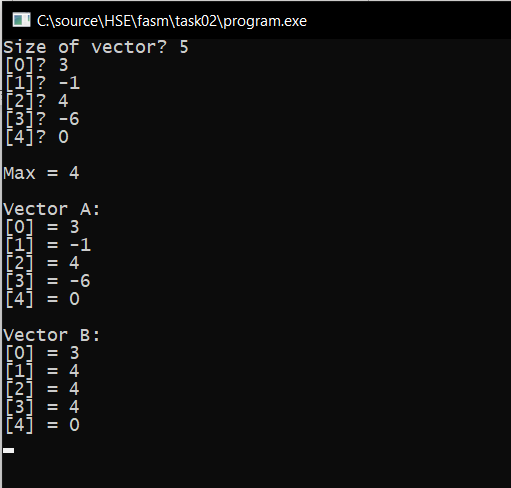 C:\source\HSE\fasm\task02\program.exe
Size of vector? 5
[0]? 3
[1]? -1
[2]? 4
[3]? -6
[4]? 0
Max = 4
Vector A:
[0] = 3
[1] = -1
[2] = 4
[3] = -6
[4] = 0
Vector B:
[0] = 3
[1] = 4
[2] = 4
[3] = 4
[4] = 0